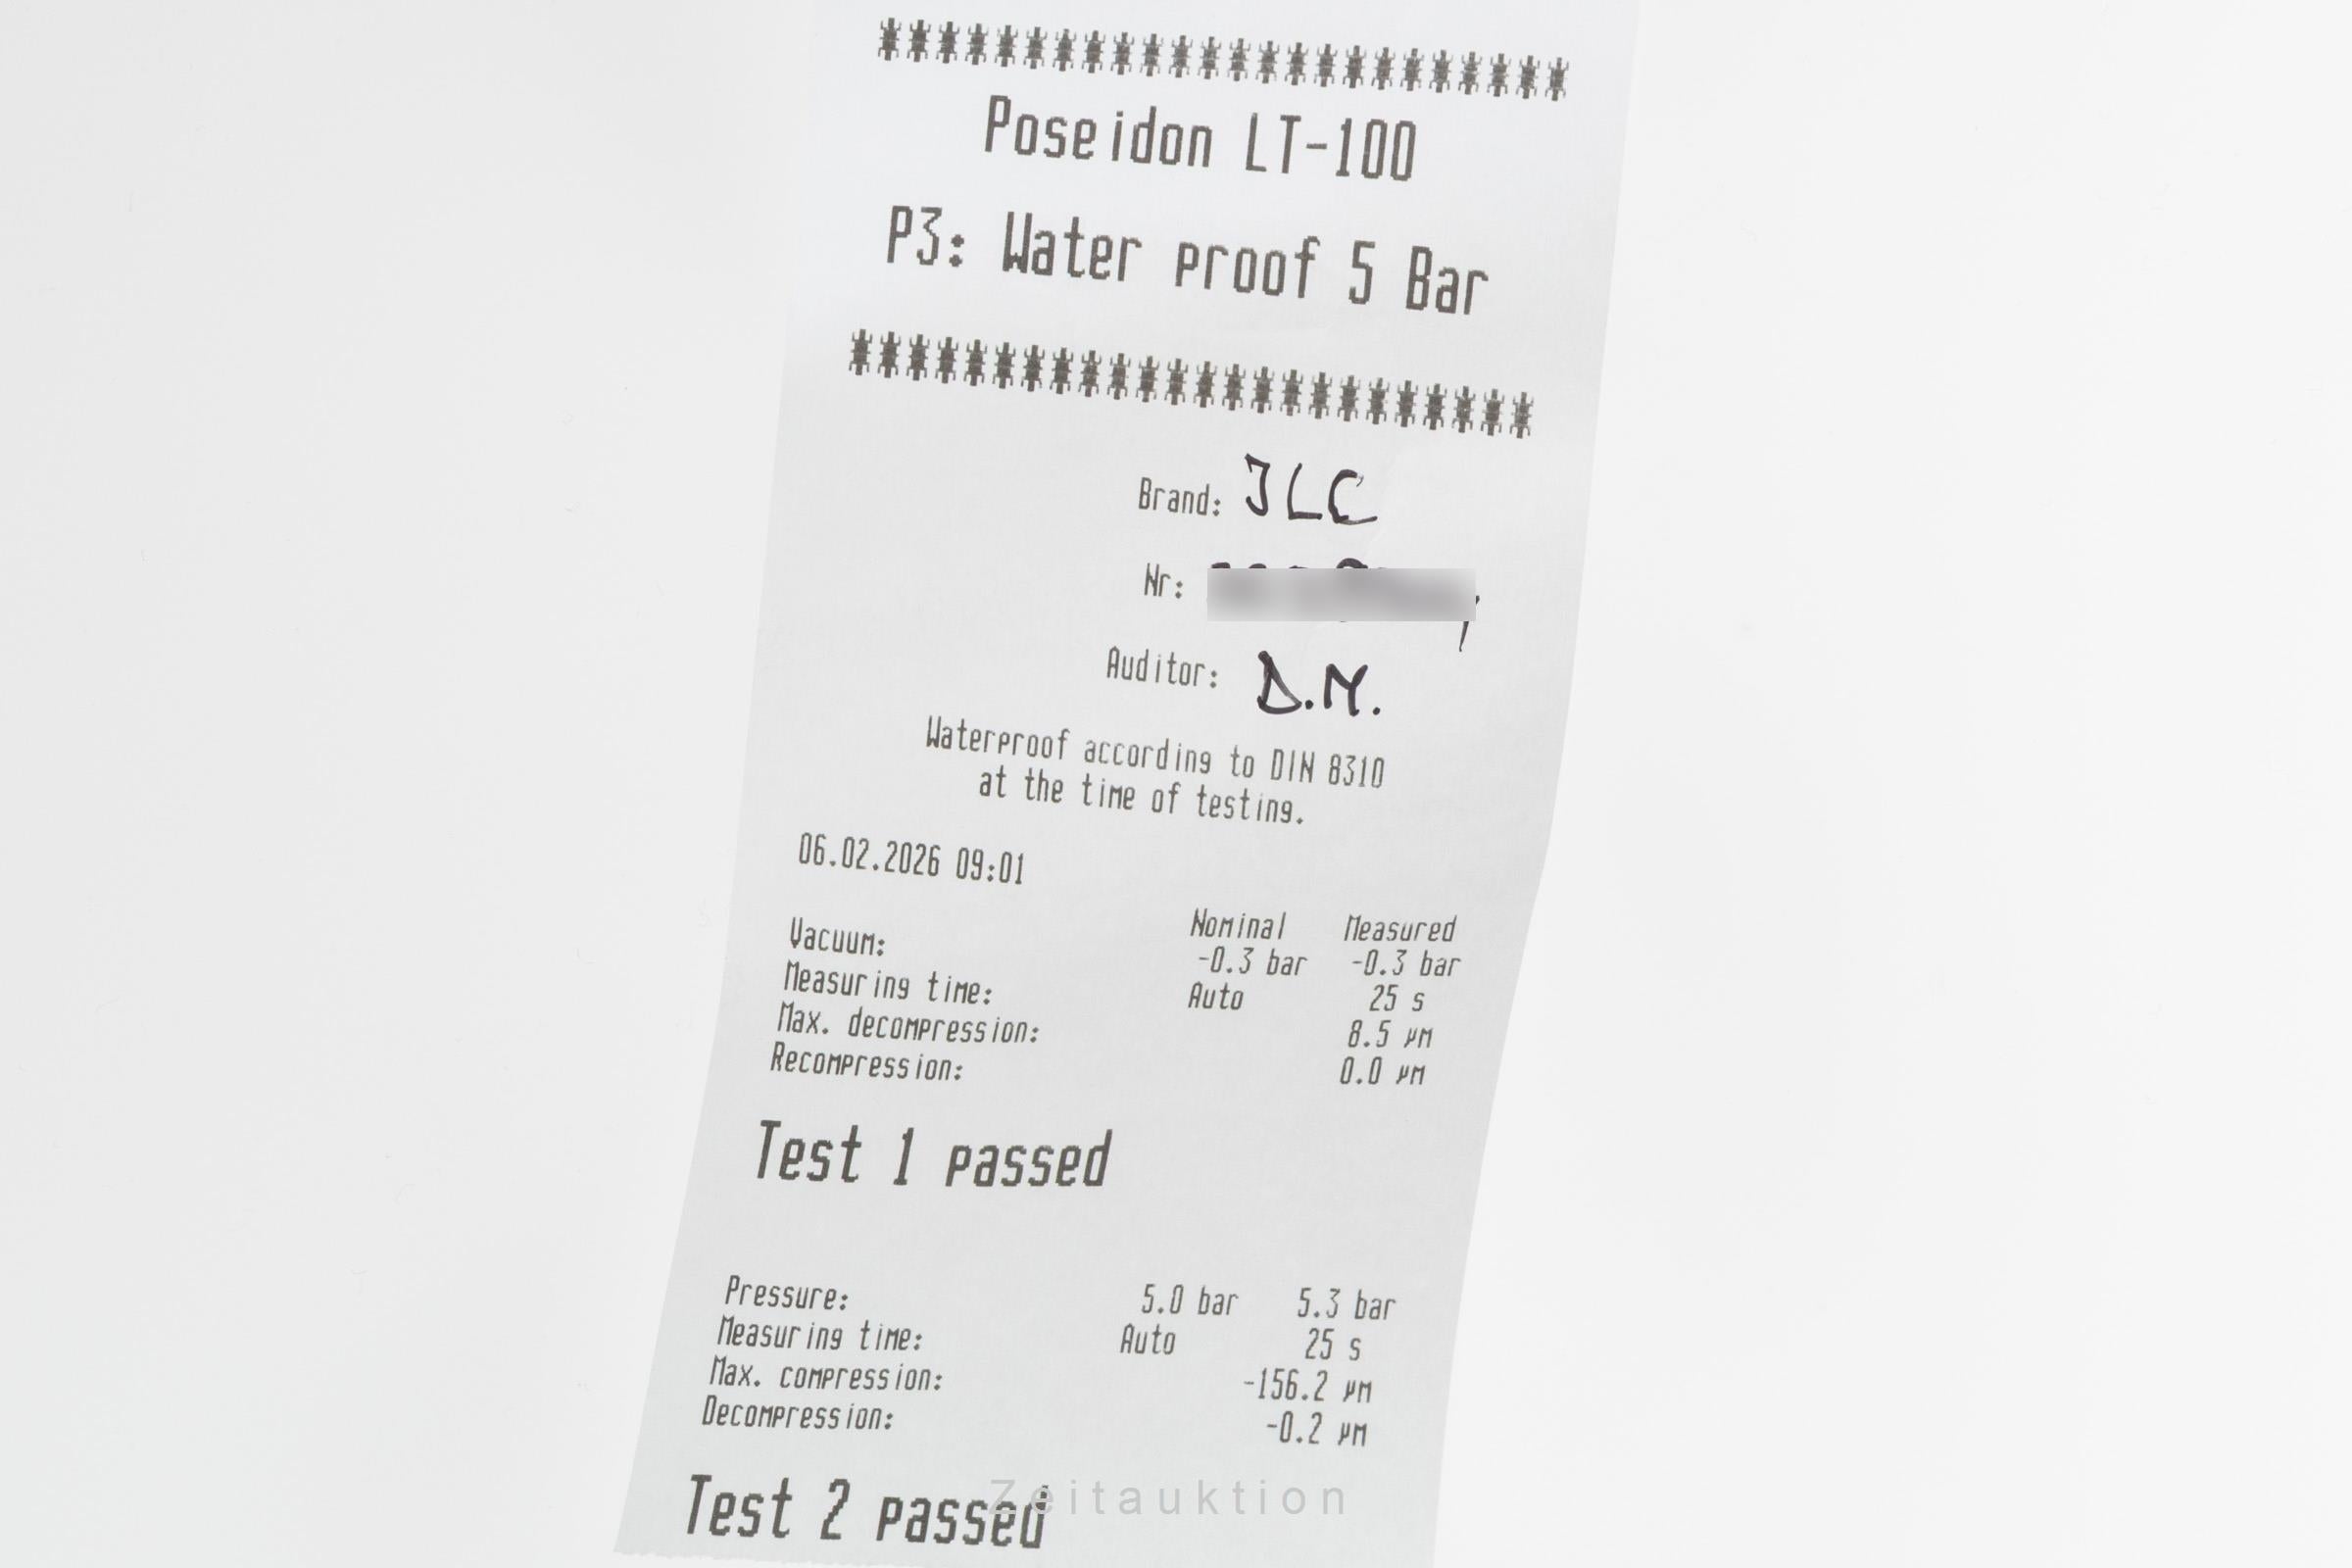 Poseidon LT-100
P3: Water proof 5 Bar
Brand: JLC
Nr:
Auditor: D.M.
Waterproof according to DIN 8310
at the time of testing.
06.02.2026 09:01
Nominal Measured
Vacuum: -0.3 bar -0.3 bar
Measuring time: Auto 25 s
Max. decompression: 8.5 µm
Recompression: 0.0 µm
Test 1 passed
Pressure: 5.0 bar 5.3 bar
Measuring time: Auto 25 s
Max. compression: -156.2 µm
Decompression: -0.2 µm
Test 2 passed
Zeitauktion